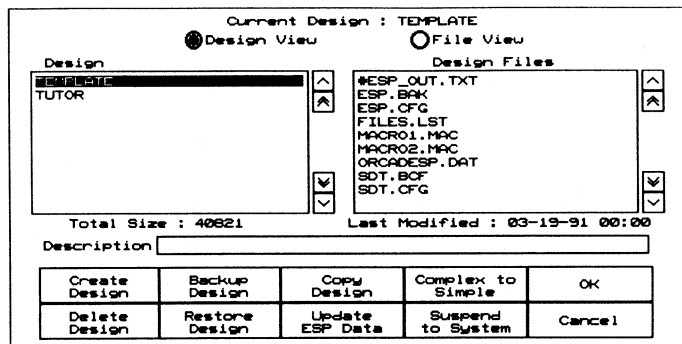 Current Design : TEMPLATE
Design View
File View
Design
Design Files
TEMPLATE
TUTOR
#ESP_OUT.TXT
ESP.BAK
ESP.CFG
FILES.LST
MACRO1.MAC
MACRO2.MAC
ORCADESP.DAT
SDT.BCF
SDT.CFG
Total Size : 40821
Last Modified : 03-19-91 00:00
Description
Create Design
Backup Design
Copy Design
Complex to Simple
OK
Delete Design
Restore Design
Update ESP Data
Suspend to System
Cancel